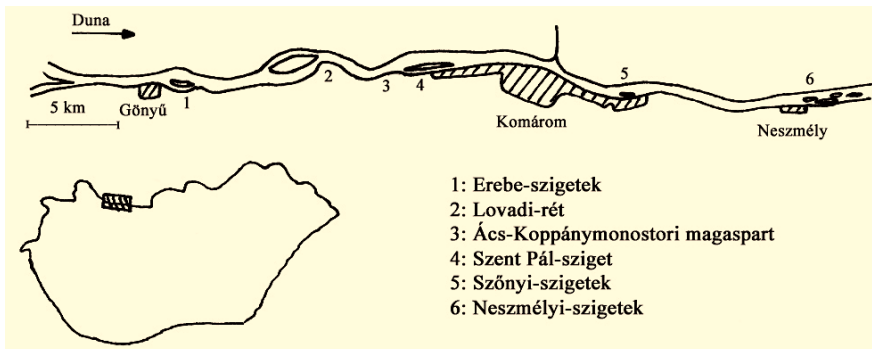 Duna
1
2
3
4
5
6
Gönyű
5 km
Komárom
Neszmély
1: Erebe-szigetek
2: Lovadi-rét
3: Ács-Koppánymonostori magaspart
4: Szent Pál-sziget
5: Szőnyi-szigetek
6: Neszmélyi-szigetek